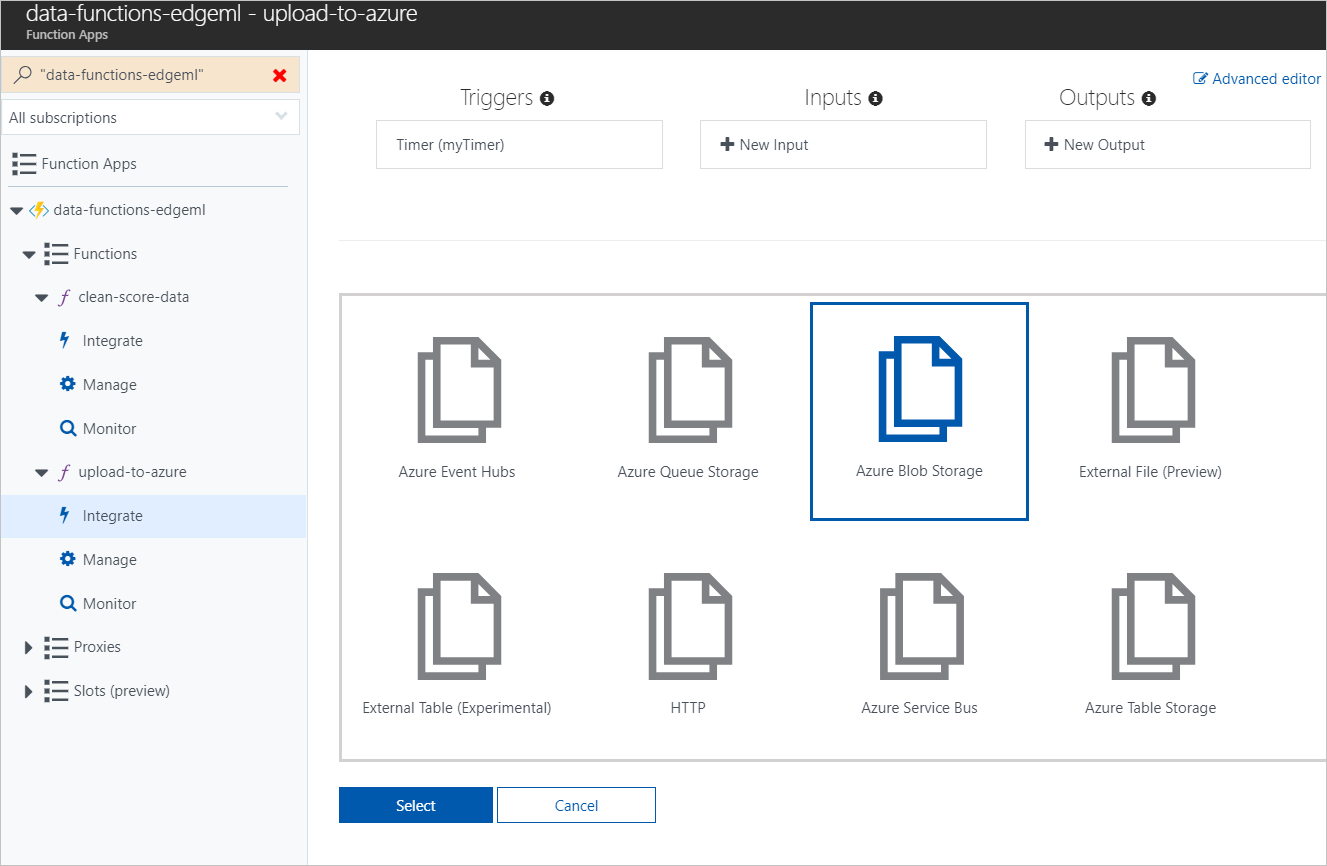 data-functions-edgeml - upload-to-azure
Function Apps
"data-functions-edgeml"
All subscriptions
Function Apps
data-functions-edgeml
Functions
clean-score-data
Integrate
Manage
Monitor
upload-to-azure
Integrate
Manage
Monitor
Proxies
Slots (preview)
Advanced editor
Triggers
Inputs
Outputs
Timer (myTimer)
New Input
New Output
Azure Event Hubs
Azure Queue Storage
Azure Blob Storage
External File (Preview)
External Table (Experimental)
HTTP
Azure Service Bus
Azure Table Storage
Select
Cancel